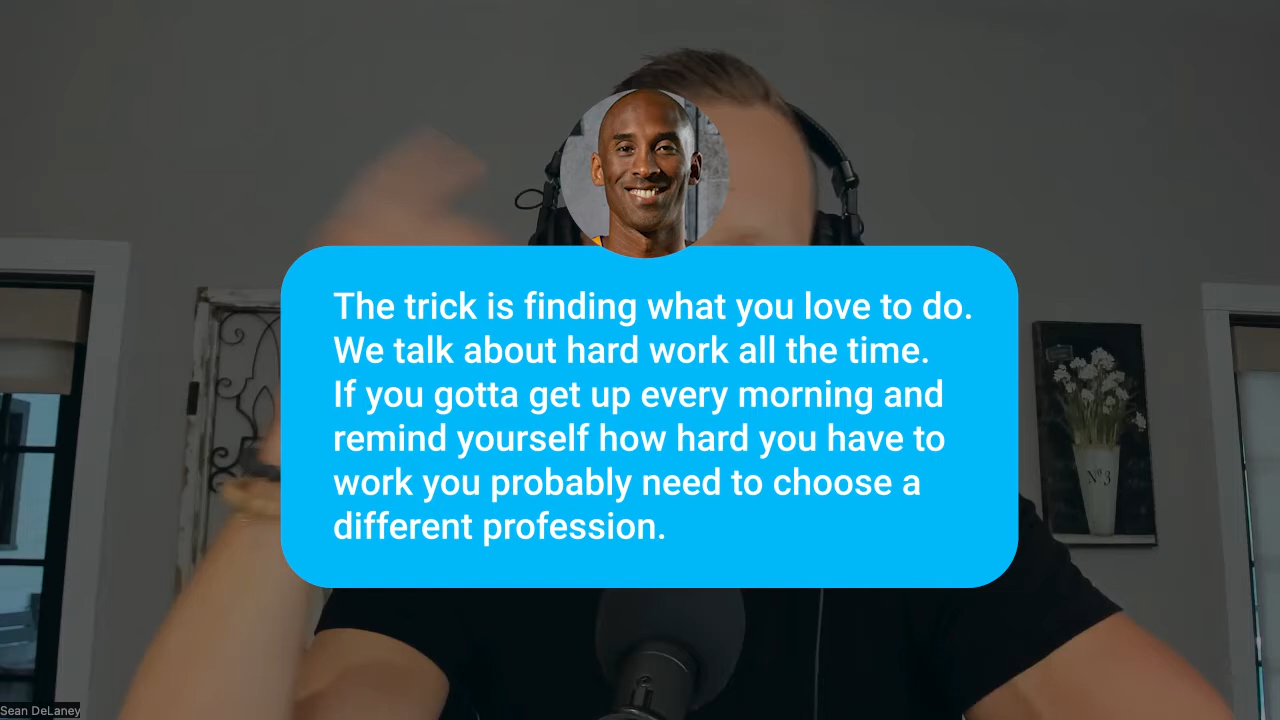 The trick is finding what you love to do.
We talk about hard work all the time.
If you gotta get up every morning and
remind yourself how hard you have to
work you probably need to choose a
different profession.
Nº3
Sean DeLaney